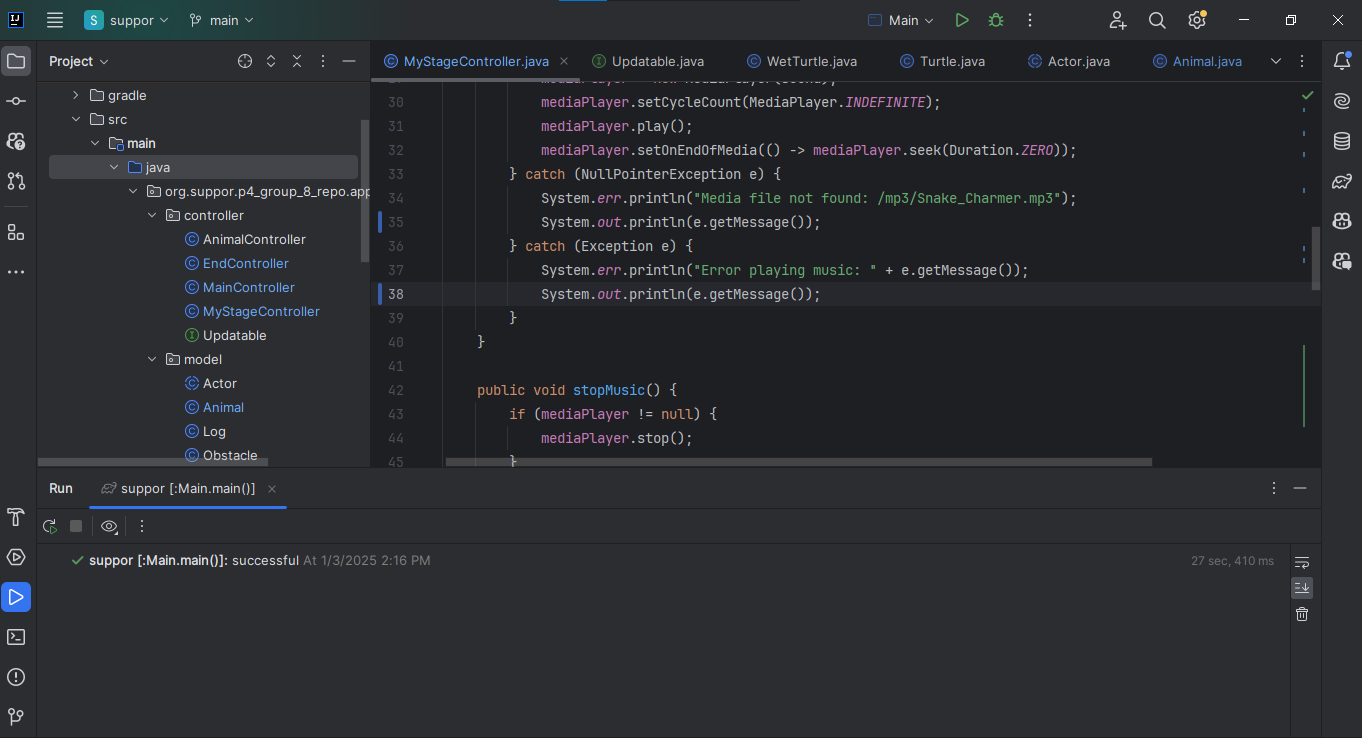 S suppor main Main
Project
gradle
src
main
java
org.suppor.p4_group_8_repo.app
controller
AnimalController
EndController
MainController
MyStageController
Updatable
model
Actor
Animal
Log
Obstacle
MyStageController.java Updatable.java WetTurtle.java Turtle.java Actor.java Animal.java
30 mediaPlayer.setCycleCount(MediaPlayer.INDEFINITE);
31 mediaPlayer.play();
32 mediaPlayer.setOnEndOfMedia(() -> mediaPlayer.seek(Duration.ZERO));
33 } catch (NullPointerException e) {
34 System.err.println("Media file not found: /mp3/Snake_Charmer.mp3");
35 System.out.println(e.getMessage());
36 } catch (Exception e) {
37 System.err.println("Error playing music: " + e.getMessage());
38 System.out.println(e.getMessage());
39 }
40 }
41
42 public void stopMusic() {
43 if (mediaPlayer != null) {
44 mediaPlayer.stop();
45 }
Run suppor [:Main.main()]
suppor [:Main.main()]: successful At 1/3/2025 2:16 PM 27 sec, 410 ms